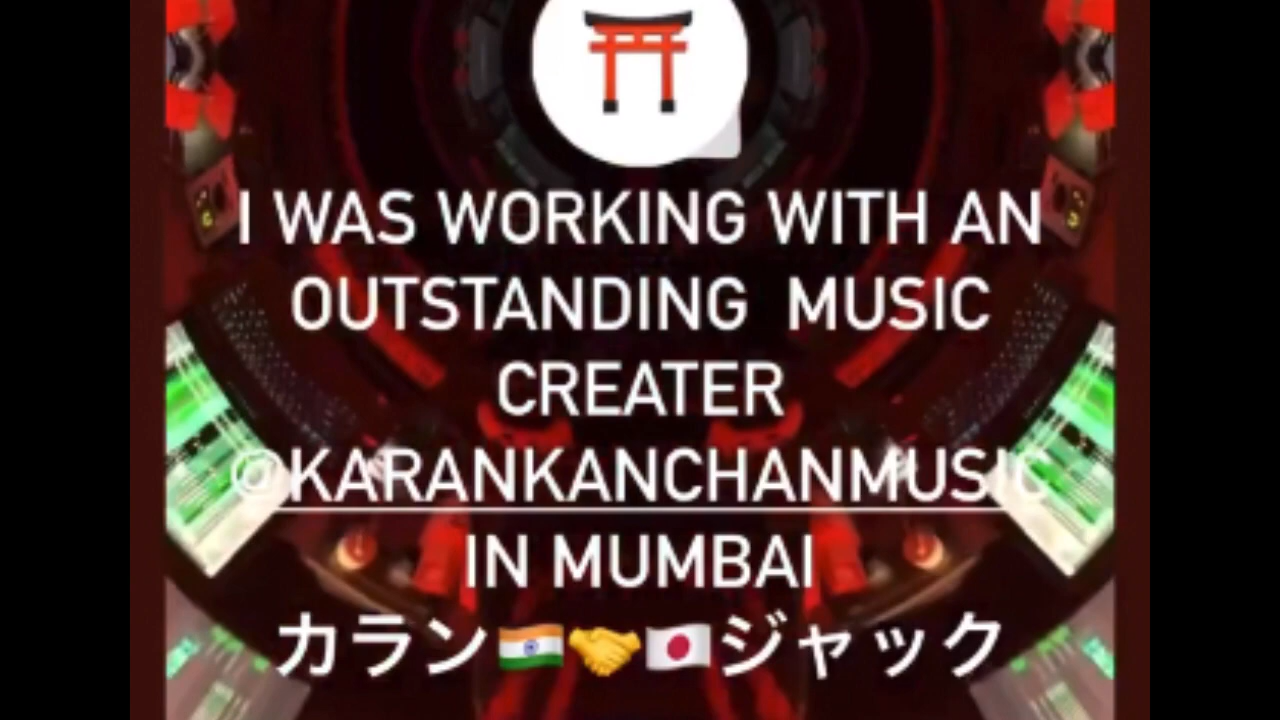 I WAS WORKING WITH AN
OUTSTANDING MUSIC
CREATER
@KARANKANCHANMUSIC
IN MUMBAI
カラン🇮🇳🤝🇯🇵ジャック